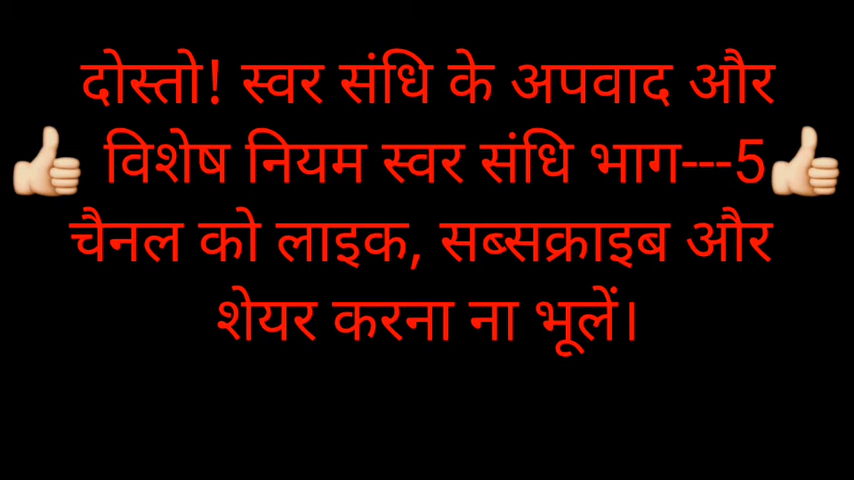 दोस्तो! स्वर संधि के अपवाद और
👍🏻 विशेष नियम स्वर संधि भाग---5👍🏻
चैनल को लाइक, सब्सक्राइब और
शेयर करना ना भूलें।